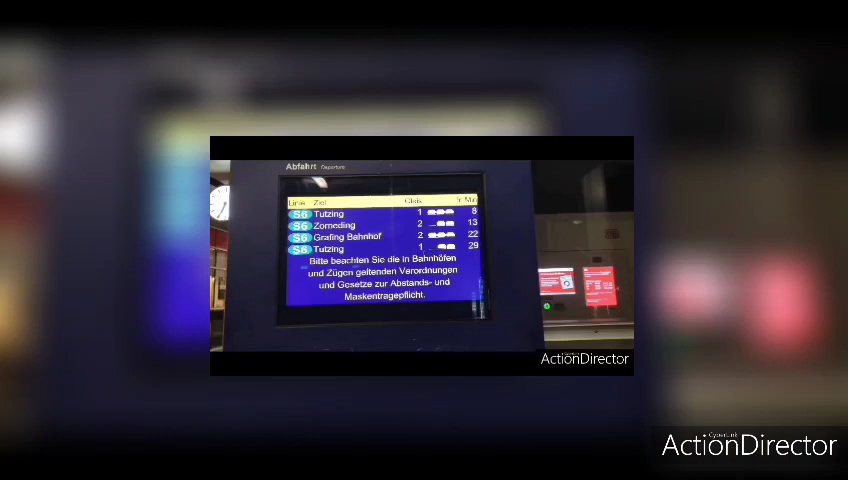 Abfahrt Departure
Linie Ziel Gleis In Min
S6 Tutzing 1 8
S6 Zorneding 2 13
S6 Grafing Bahnhof 2 22
S6 Tutzing 1 29
Bitte beachten Sie die in Bahnhöfen
und Zügen geltenden Verordnungen
und Gesetze zur Abstands- und
Maskentragepflicht.
ActionDirector
CyberLink
ActionDirector